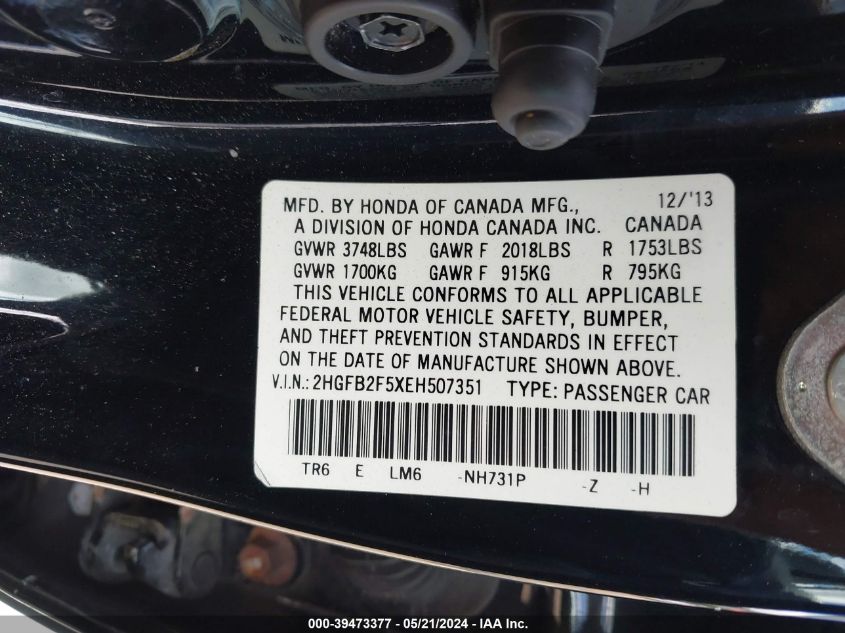 MFD. BY HONDA OF CANADA MFG., 12/'13
A DIVISION OF HONDA CANADA INC. CANADA
GVWR 3748LBS GAWR F 2018LBS R 1753LBS
GVWR 1700KG GAWR F 915KG R 795KG
THIS VEHICLE CONFORMS TO ALL APPLICABLE
FEDERAL MOTOR VEHICLE SAFETY, BUMPER,
AND THEFT PREVENTION STANDARDS IN EFFECT
ON THE DATE OF MANUFACTURE SHOWN ABOVE.
V.I.N.: 2HGFB2F5XEH507351 TYPE: PASSENGER CAR
TR6 E LM6 -NH731P -Z -H
000-39473377 - 05/21/2024 - IAA Inc.